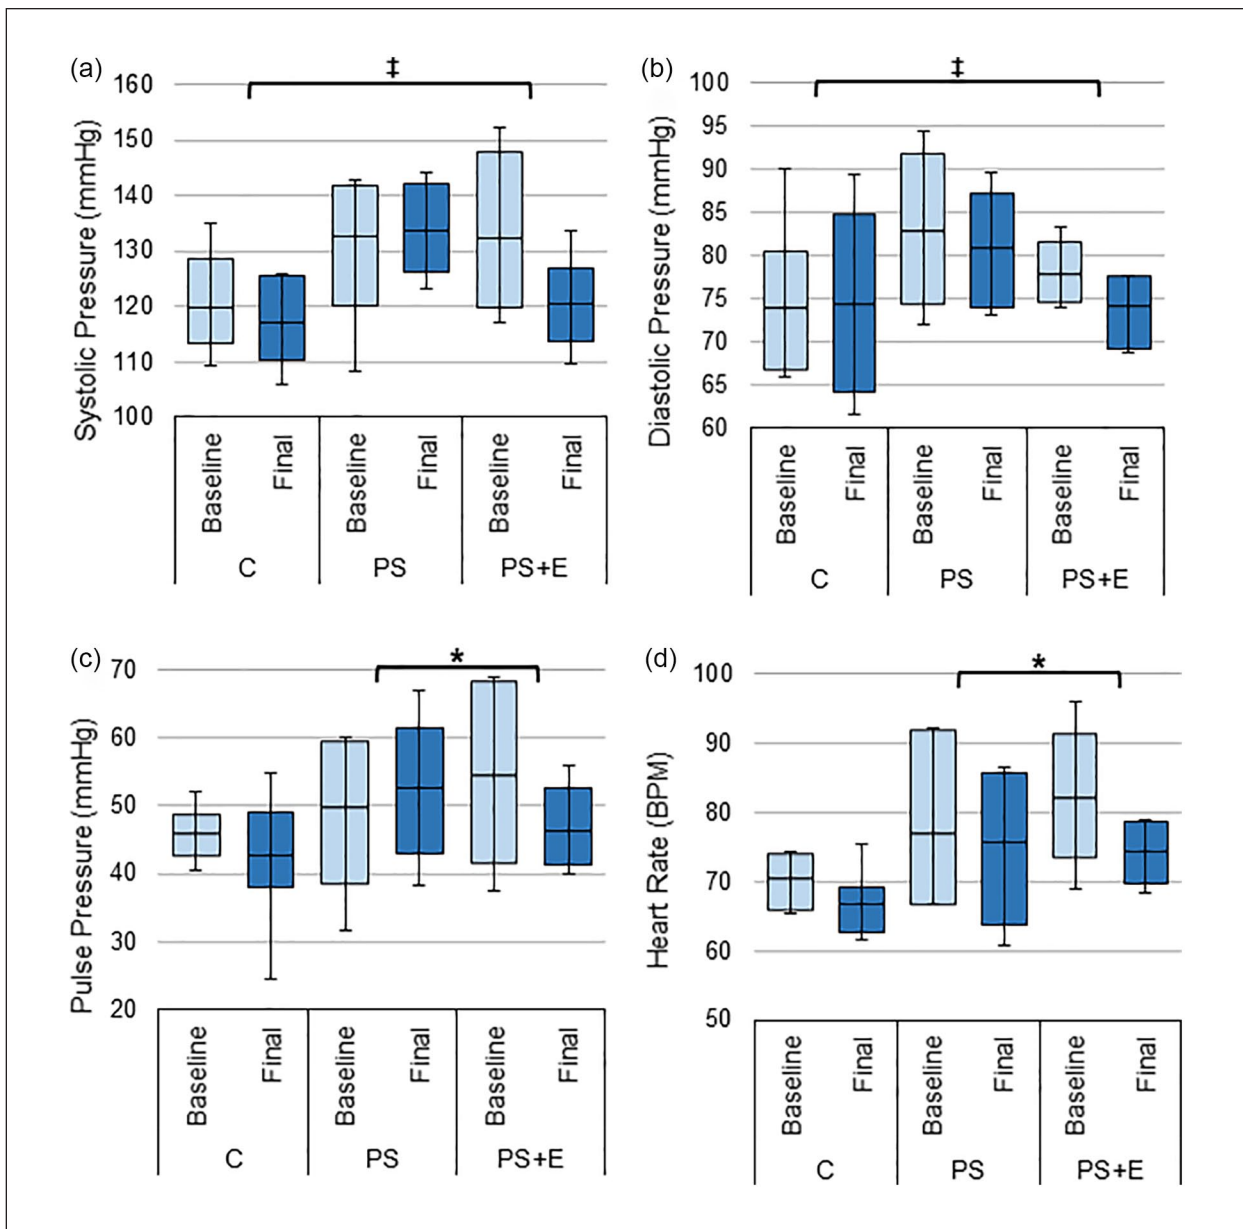 (a)
‡
Systolic Pressure (mmHg)
160
150
140
130
120
110
100
Baseline
Final
Baseline
Final
Baseline
Final
C
PS
PS+E
(b)
‡
Diastolic Pressure (mmHg)
100
95
90
85
80
75
70
65
60
Baseline
Final
Baseline
Final
Baseline
Final
C
PS
PS+E
(c)
*
Pulse Pressure (mmHg)
70
60
50
40
30
20
Baseline
Final
Baseline
Final
Baseline
Final
C
PS
PS+E
(d)
*
Heart Rate (BPM)
100
90
80
70
60
50
Baseline
Final
Baseline
Final
Baseline
Final
C
PS
PS+E